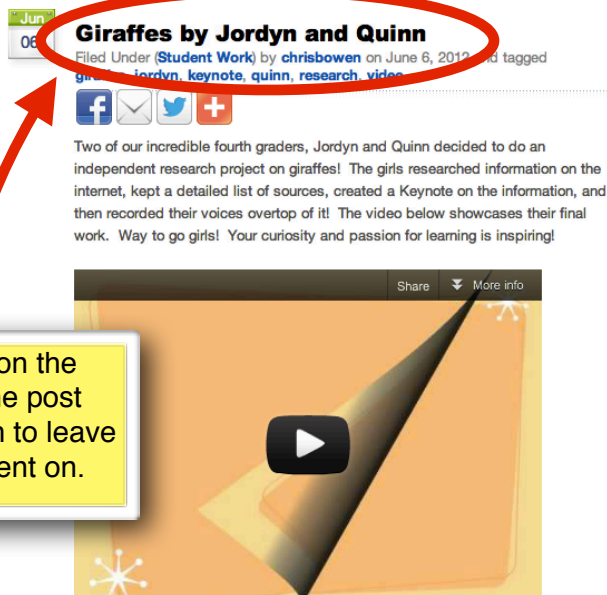 Jun
06
Giraffes by Jordyn and Quinn
Filed Under (Student Work) by chrisbowen on June 6, 2012 and tagged
giraffes, jordyn, keynote, quinn, research, video
Two of our incredible fourth graders, Jordyn and Quinn decided to do an
independent research project on giraffes! The girls researched information on the
internet, kept a detailed list of sources, created a Keynote on the information, and
then recorded their voices overtop of it! The video below showcases their final
work. Way to go girls! Your curiosity and passion for learning is inspiring!
Share
More info
on the
post
to leave
on.